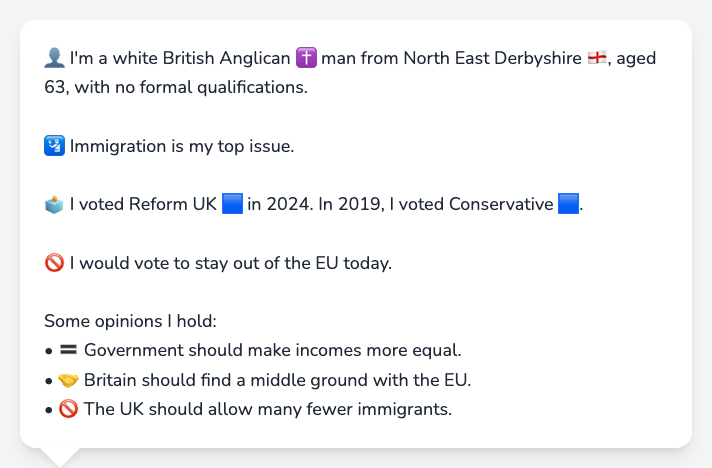 👤 I'm a white British Anglican ✝️ man from North East Derbyshire 🏴󠁧󠁢󠁥󠁮󠁧󠁿, aged
63, with no formal qualifications.
🛂 Immigration is my top issue.
🗳️ I voted Reform UK 🟦 in 2024. In 2019, I voted Conservative 🟦.
🚫 I would vote to stay out of the EU today.
Some opinions I hold:
• 🟰 Government should make incomes more equal.
• 🤝 Britain should find a middle ground with the EU.
• 🚫 The UK should allow many fewer immigrants.